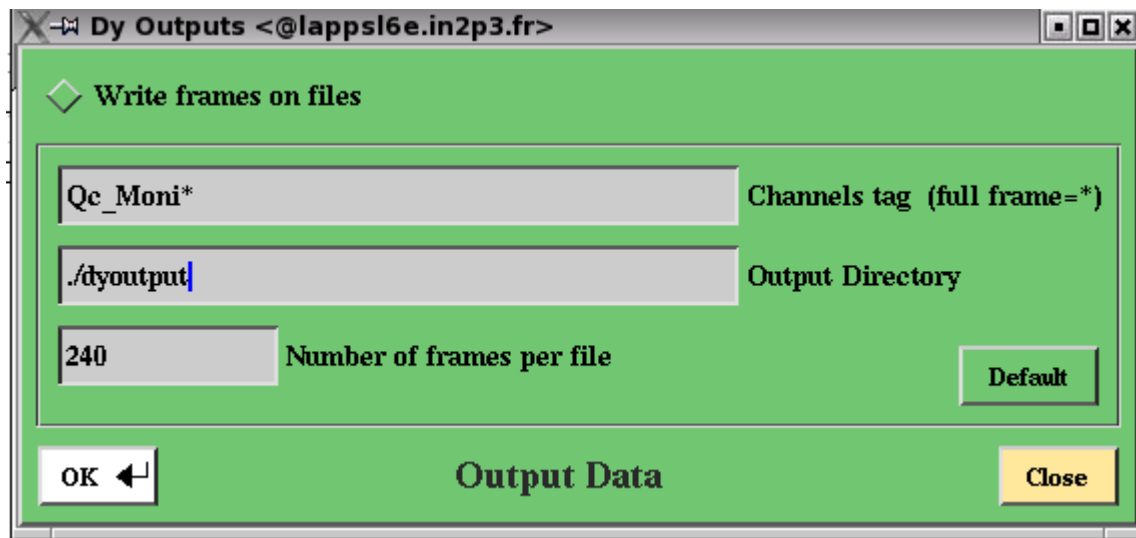 Dy Outputs <@lappsl6e.in2p3.fr>
Write frames on files
Qc_Moni* Channels tag (full frame=*)
./dyoutput Output Directory
240 Number of frames per file
Default
OK Output Data Close